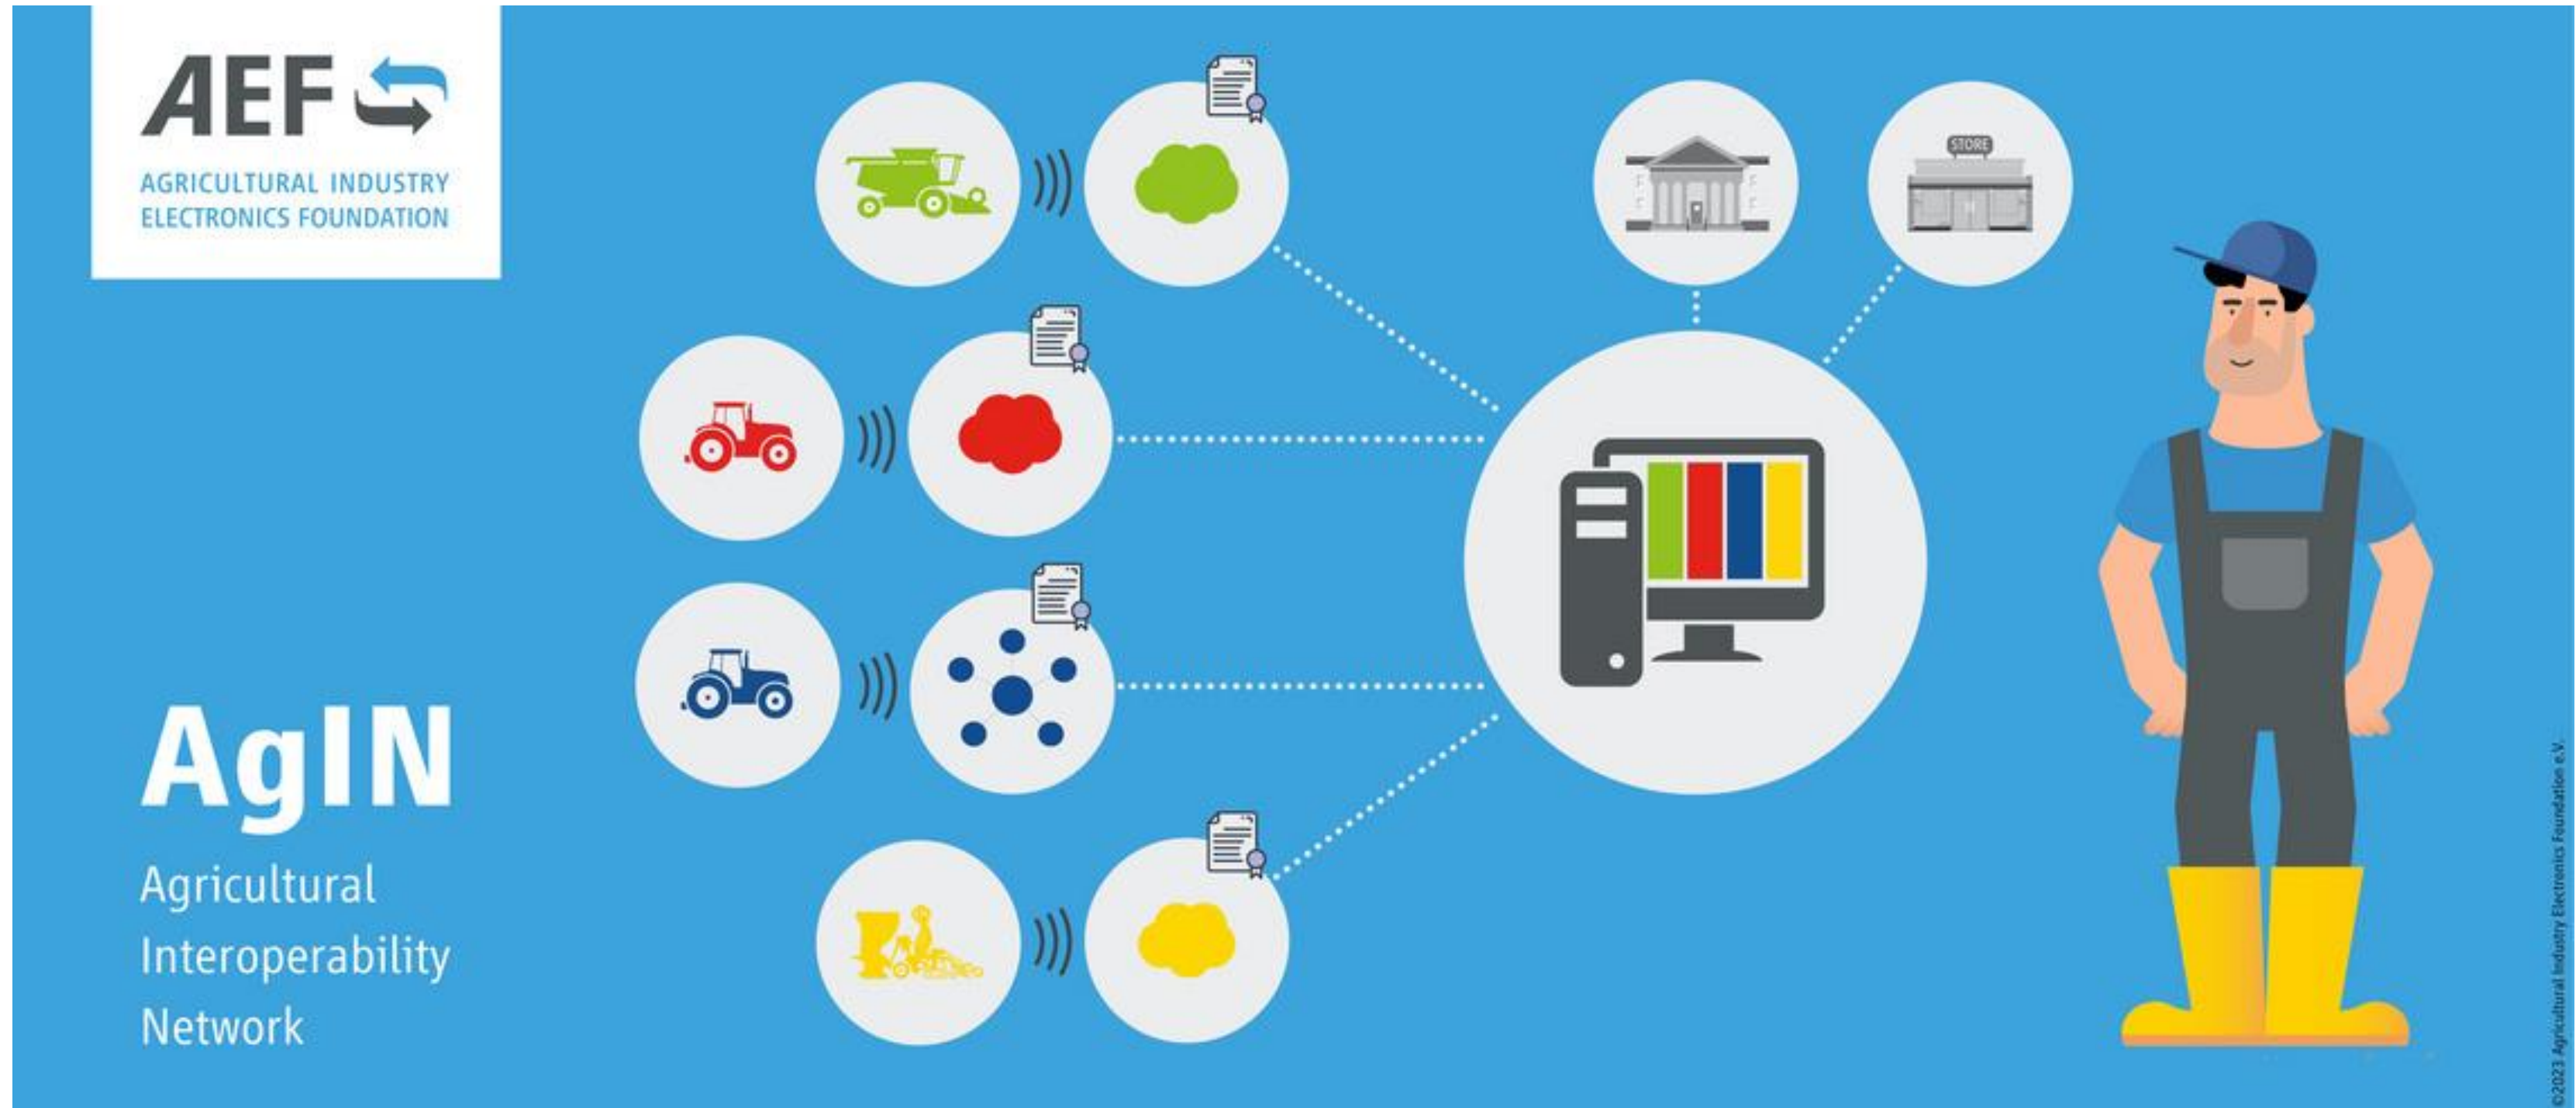 AEF
AGRICULTURAL INDUSTRY
ELECTRONICS FOUNDATION
STORE
AgIN
Agricultural
Interoperability
Network
©2023 Agricultural Industry Electronics Foundation e.V.